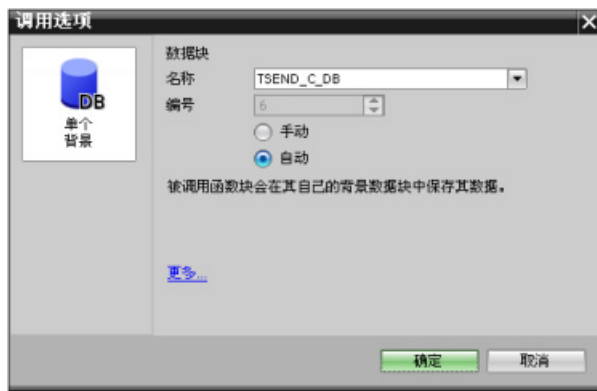 调用选项
数据块
名称 TSEND_C_DB
编号 6
手动
自动
被调用函数块会在其自己的背景数据块中保存其数据。
更多...
DB
单个
背景
确定 取消